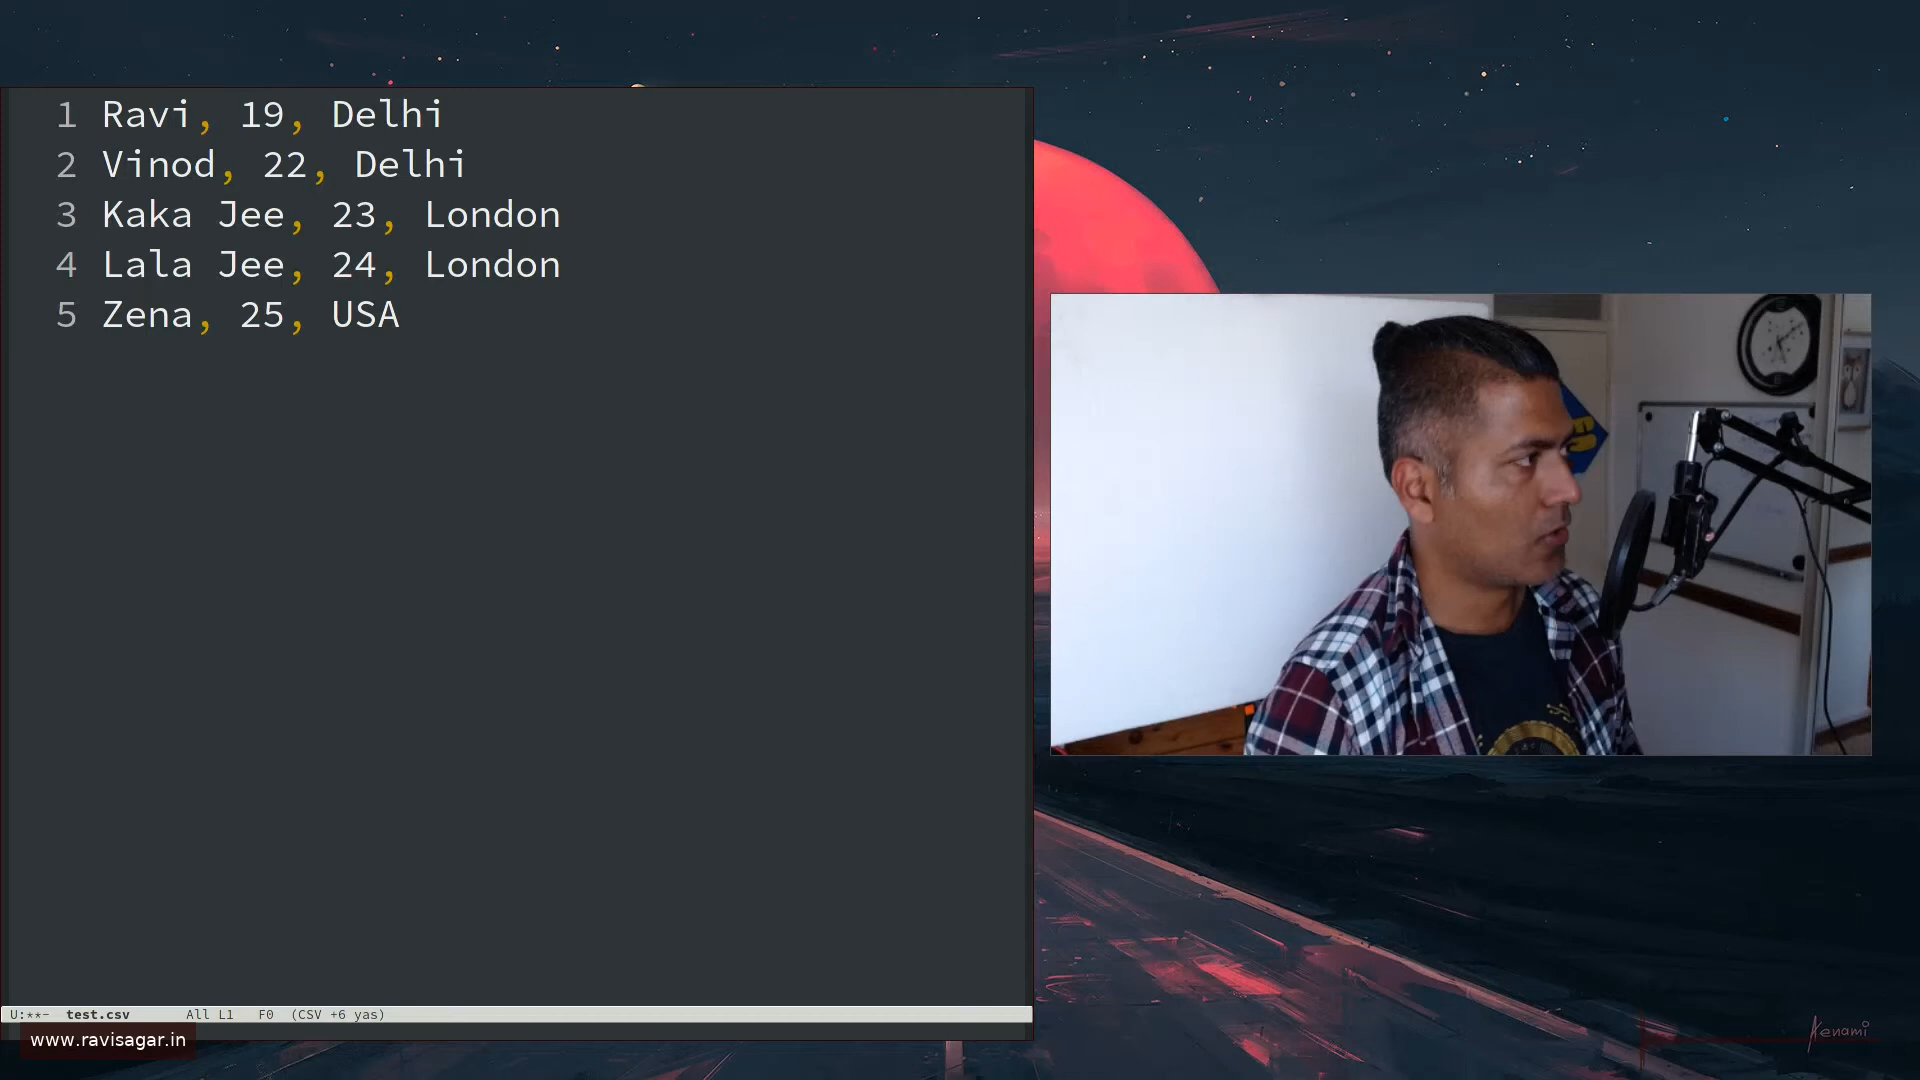 1 Ravi, 19, Delhi
2 Vinod, 22, Delhi
3 Kaka Jee, 23, London
4 Lala Jee, 24, London
5 Zena, 25, USA
U:**-  test.csv       All L1   F0  (CSV +6 yas)
www.ravisagar.in
Kenami